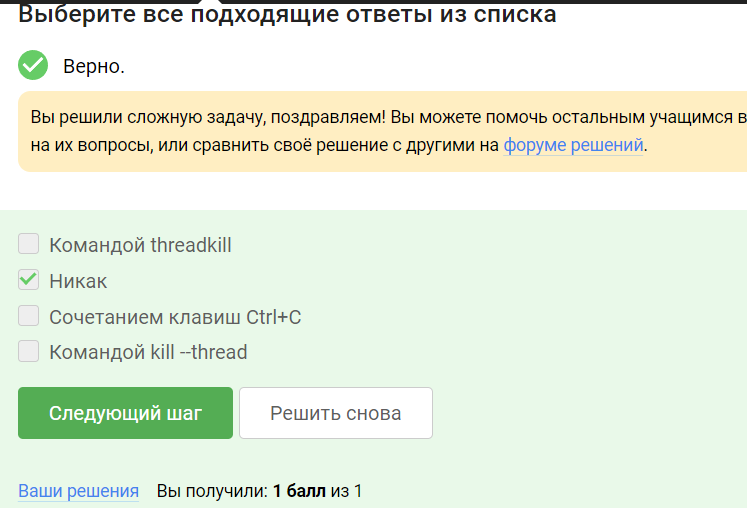 Выберите все подходящие ответы из списка
Верно.
Вы решили сложную задачу, поздравляем! Вы можете помочь остальным учащимся в
на их вопросы, или сравнить своё решение с другими на форуме решений.
Командой threadkill
Никак
Сочетанием клавиш Ctrl+C
Командой kill --thread
Следующий шаг
Решить снова
Ваши решения Вы получили: 1 балл из 1